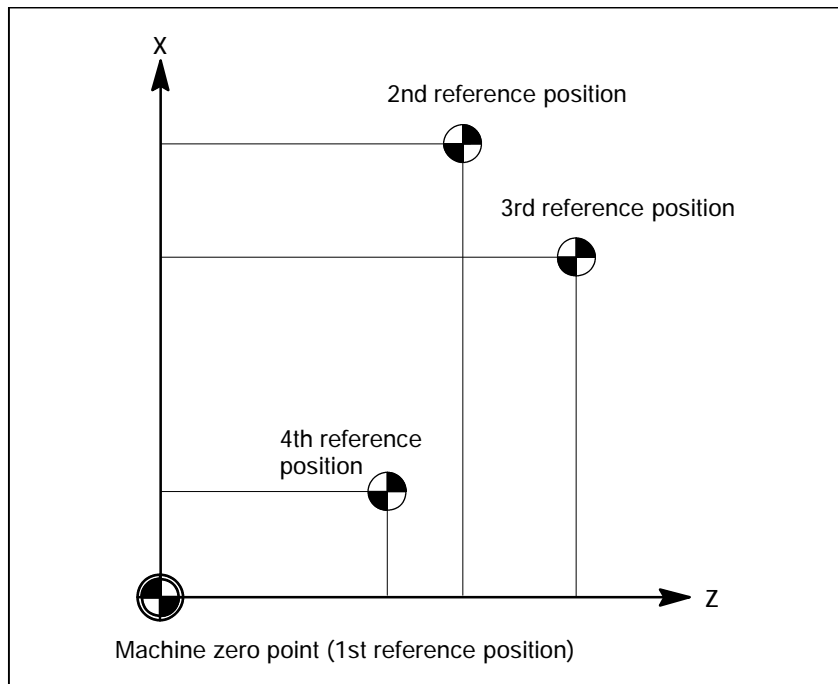 X
2nd reference position
3rd reference position
4th reference
position
Z
Machine zero point (1st reference position)